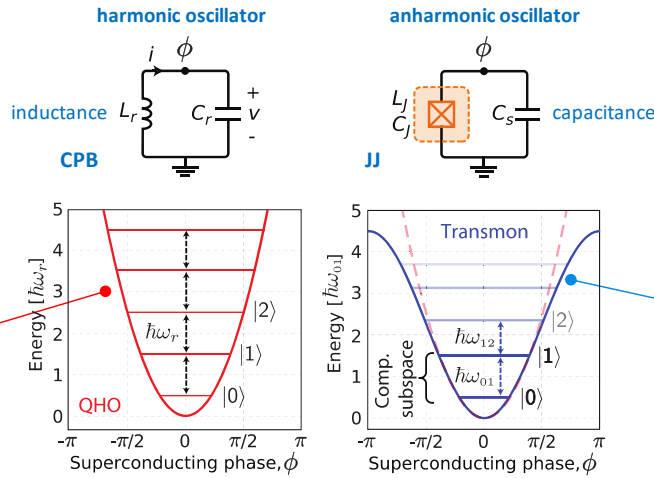 harmonic oscillator
i
ϕ
inductance
L_r
C_r
+
v
-
CPB
Energy [ħω_r]
5
4
3
2
1
0
|2⟩
ħω_r
|1⟩
|0⟩
QHO
-π
-π/2
0
π/2
π
Superconducting phase, ϕ
anharmonic oscillator
ϕ
L_J
C_J
C_s
capacitance
JJ
Energy [ħω_01]
5
4
3
2
1
0
Transmon
|2⟩
ħω_12
|1⟩
Comp.
subspace
ħω_01
|0⟩
-π
-π/2
0
π/2
π
Superconducting phase, ϕ